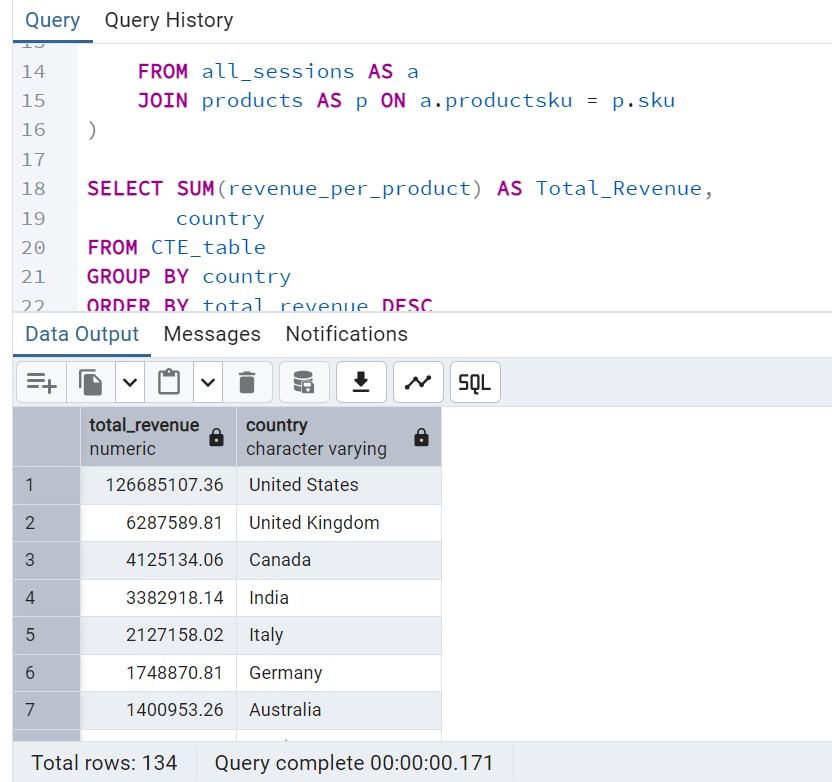 Query Query History
14 FROM all_sessions AS a
15 JOIN products AS p ON a.productsku = p.sku
16 )
17
18 SELECT SUM(revenue_per_product) AS Total_Revenue,
19 country
20 FROM CTE_table
21 GROUP BY country
22 ORDER BY total_revenue DESC
Data Output Messages Notifications
SQL
total_revenue country
numeric character varying
1 126685107.36 United States
2 6287589.81 United Kingdom
3 4125134.06 Canada
4 3382918.14 India
5 2127158.02 Italy
6 1748870.81 Germany
7 1400953.26 Australia
Total rows: 134 Query complete 00:00:00.171